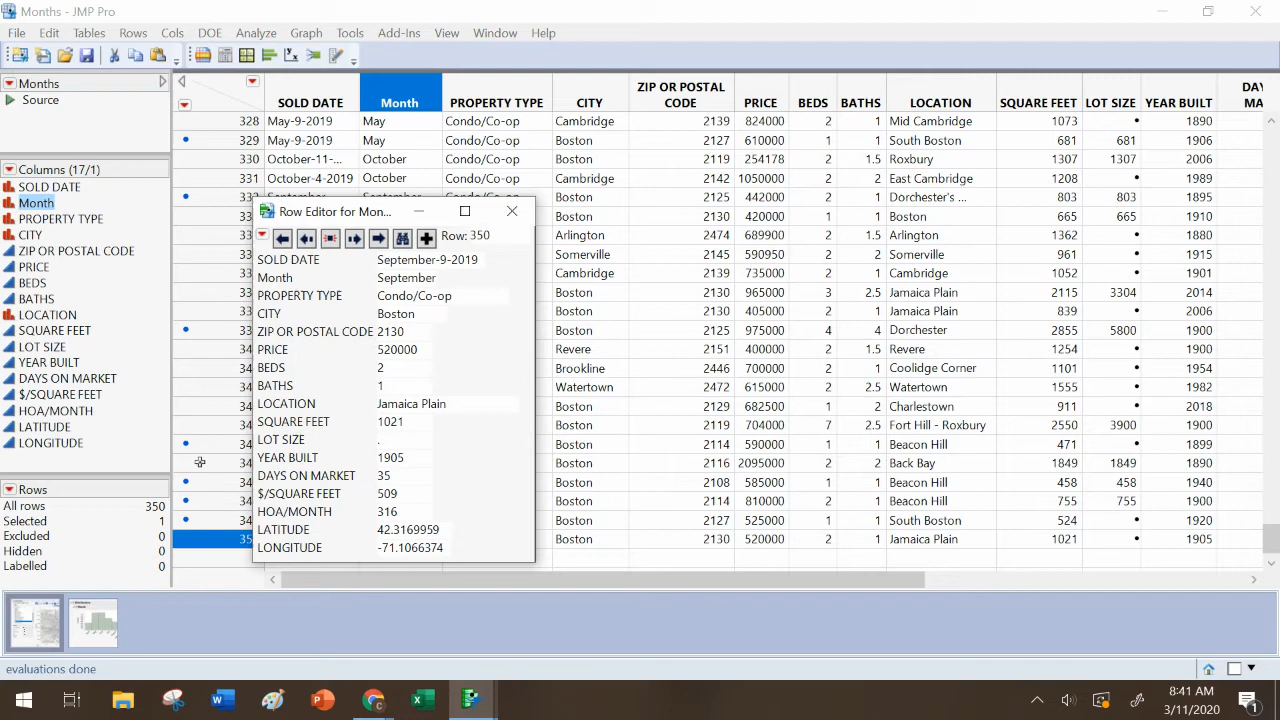 Months - JMP Pro
File Edit Tables Rows Cols DOE Analyze Graph Tools Add-Ins View Window Help
Months
Source
Columns (17/1)
SOLD DATE
Month
PROPERTY TYPE
CITY
ZIP OR POSTAL CODE
PRICE
BEDS
BATHS
LOCATION
SQUARE FEET
LOT SIZE
YEAR BUILT
DAYS ON MARKET
$/SQUARE FEET
HOA/MONTH
LATITUDE
LONGITUDE
Rows
All rows 350
Selected 1
Excluded 0
Hidden 0
Labelled 0
SOLD DATE Month PROPERTY TYPE CITY ZIP OR POSTAL CODE PRICE BEDS BATHS LOCATION SQUARE FEET LOT SIZE YEAR BUILT
328 May-9-2019 May Condo/Co-op Cambridge 2139 824000 2 1 Mid Cambridge 1073 • 1890
329 May-9-2019 May Condo/Co-op Boston 2127 610000 1 1 South Boston 681 681 1906
330 October-11-... October Condo/Co-op Boston 2119 254178 2 1.5 Roxbury 1307 1307 2006
331 October-4-2019 October Condo/Co-op Cambridge 2142 1050000 2 2 East Cambridge 1208 • 1989
Boston 2125 442000 2 1 Dorchester's ... 803 803 1895
Boston 2130 420000 1 1 Boston 665 665 1910
Arlington 2474 689900 2 1.5 Arlington 1362 • 1880
Somerville 2145 590950 2 2 Somerville 961 • 1915
Cambridge 2139 735000 2 1 Cambridge 1052 • 1901
Boston 2130 965000 3 2.5 Jamaica Plain 2115 3304 2014
Boston 2130 405000 2 1 Jamaica Plain 839 • 2006
Boston 2125 975000 4 4 Dorchester 2855 5800 1900
Revere 2151 400000 2 1.5 Revere 1254 • 1900
Brookline 2446 700000 2 1 Coolidge Corner 1101 • 1954
Watertown 2472 615000 2 2.5 Watertown 1555 • 1982
Boston 2129 682500 1 2 Charlestown 911 • 2018
Boston 2119 704000 7 2.5 Fort Hill - Roxbury 2550 3900 1900
Boston 2114 590000 1 1 Beacon Hill 471 • 1899
Boston 2116 2095000 2 2 Back Bay 1849 1849 1890
Boston 2108 585000 1 1 Beacon Hill 458 458 1940
Boston 2114 810000 2 1 Beacon Hill 755 755 1900
Boston 2127 525000 1 1 South Boston 524 • 1920
Boston 2130 520000 2 1 Jamaica Plain 1021 • 1905
Row Editor for Mon...
Row: 350
SOLD DATE September-9-2019
Month September
PROPERTY TYPE Condo/Co-op
CITY Boston
ZIP OR POSTAL CODE 2130
PRICE 520000
BEDS 2
BATHS 1
LOCATION Jamaica Plain
SQUARE FEET 1021
LOT SIZE .
YEAR BUILT 1905
DAYS ON MARKET 35
$/SQUARE FEET 509
HOA/MONTH 316
LATITUDE 42.3169959
LONGITUDE -71.1066374
evaluations done
8:41 AM
3/11/2020
1